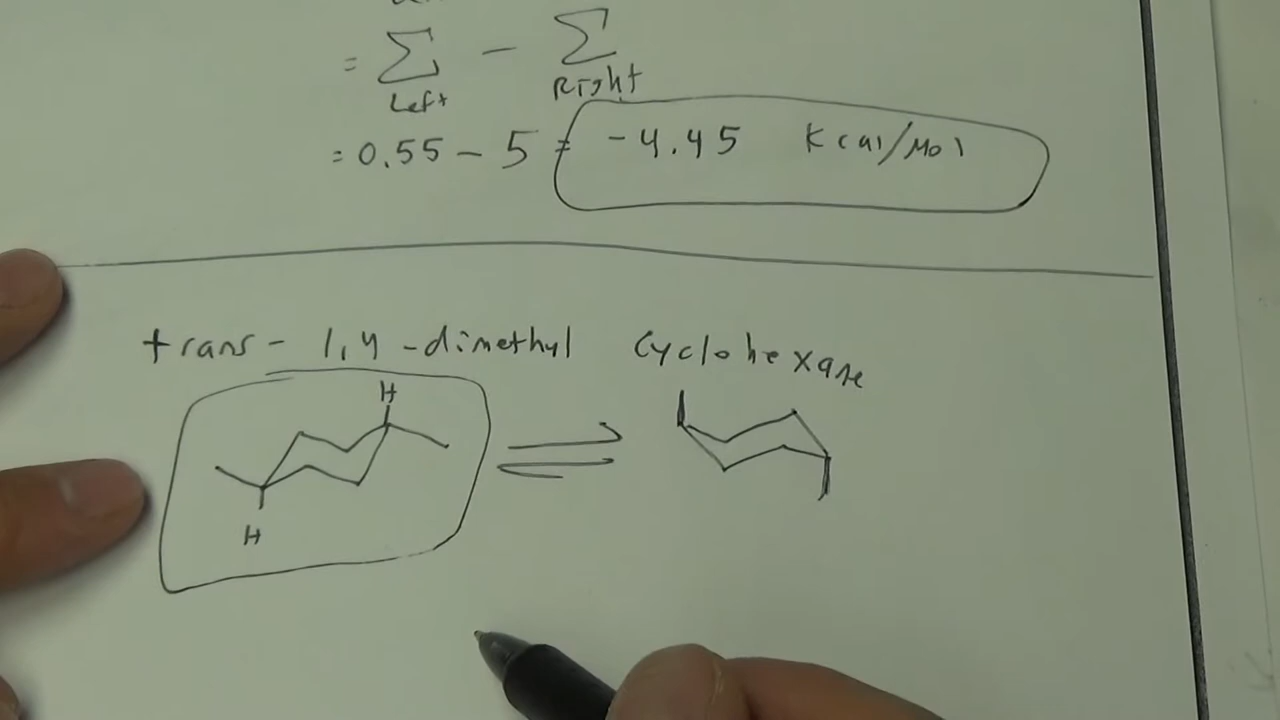 = Σ - Σ
Left Right
= 0.55 - 5 = -4.45 Kcal/Mol
trans - 1,4 -dimethyl cyclohexane
H
H